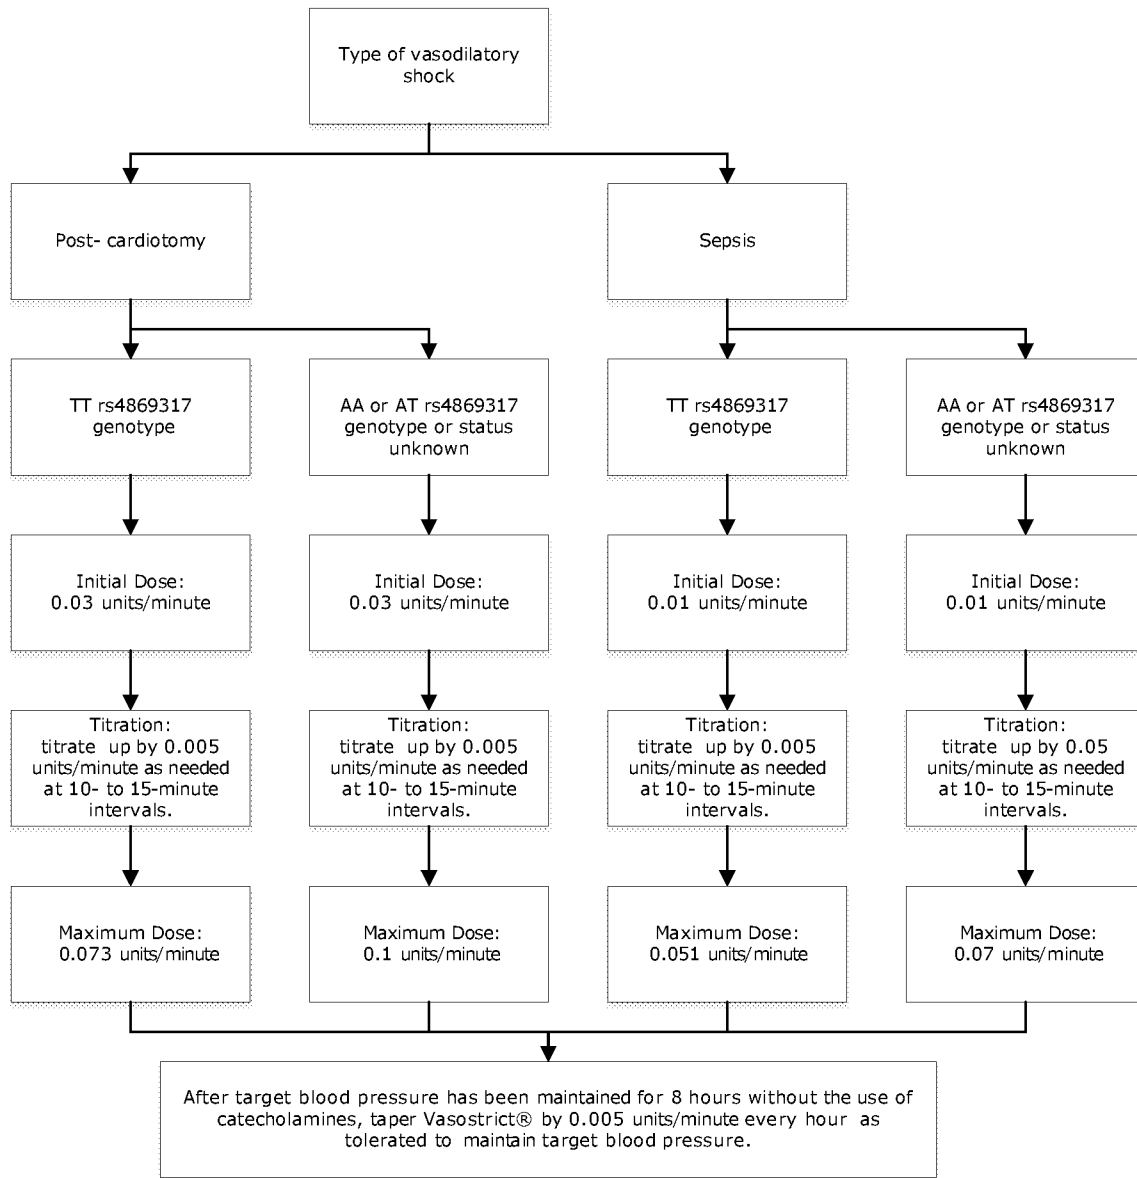 Type of vasodilatory
shock
Post- cardiotomy
Sepsis
TT rs4869317
genotype
AA or AT rs4869317
genotype or status
unknown
TT rs4869317
genotype
AA or AT rs4869317
genotype or status
unknown
Initial Dose:
0.03 units/minute
Initial Dose:
0.03 units/minute
Initial Dose:
0.01 units/minute
Initial Dose:
0.01 units/minute
Titration:
titrate up by 0.005
units/minute as needed
at 10- to 15-minute
intervals.
Titration:
titrate up by 0.005
units/minute as needed
at 10- to 15-minute
intervals.
Titration:
titrate up by 0.005
units/minute as needed
at 10- to 15-minute
intervals.
Titration:
titrate up by 0.05
units/minute as needed
at 10- to 15-minute
intervals.
Maximum Dose:
0.073 units/minute
Maximum Dose:
0.1 units/minute
Maximum Dose:
0.051 units/minute
Maximum Dose:
0.07 units/minute
After target blood pressure has been maintained for 8 hours without the use of
catecholamines, taper Vasostrict® by 0.005 units/minute every hour as
tolerated to maintain target blood pressure.